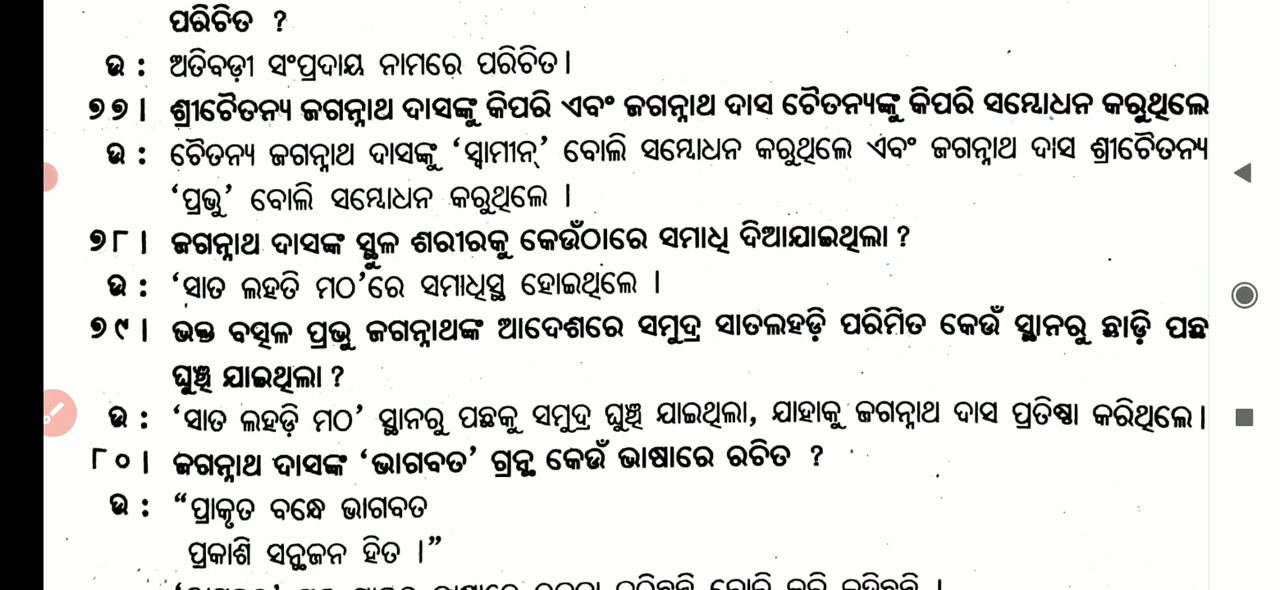 ପରିଚିତ ?
ଉ : ଅତିବଡ଼ୀ ସଂପ୍ରଦାୟ ନାମରେ ପରିଚିତ।
୭୭। ଶ୍ରୀଚୈତନ୍ୟ ଜଗନ୍ନାଥ ଦାସଙ୍କୁ କିପରି ଏବଂ ଜଗନ୍ନାଥ ଦାସ ଚୈତନ୍ୟଙ୍କୁ କିପରି ସମ୍ବୋଧନ କରୁଥିଲେ
ଉ : ଚୈତନ୍ୟ ଜଗନ୍ନାଥ ଦାସଙ୍କୁ ‘ସ୍ୱାମୀନ୍’ ବୋଲି ସମ୍ବୋଧନ କରୁଥିଲେ ଏବଂ ଜଗନ୍ନାଥ ଦାସ ଶ୍ରୀଚୈତନ୍ୟ
‘ପ୍ରଭୁ’ ବୋଲି ସମ୍ବୋଧନ କରୁଥିଲେ ।
୭୮। ଜଗନ୍ନାଥ ଦାସଙ୍କ ସ୍ଥୁଳ ଶରୀରକୁ କେଉଁଠାରେ ସମାଧି ଦିଆଯାଇଥିଲା ?
ଉ : ‘ସାତ ଲହତି ମଠ’ରେ ସମାଧିସ୍ଥ ହୋଇଥିଲେ ।
୭୯। ଭକ୍ତ ବତ୍ସଳ ପ୍ରଭୁ ଜଗନ୍ନାଥଙ୍କ ଆଦେଶରେ ସମୁଦ୍ର ସାତଲହଡ଼ି ପରିମିତ କେଉଁ ସ୍ଥାନରୁ ଛାଡ଼ି ପଛ
ଘୁଞ୍ଚି ଯାଇଥିଲା ?
ଉ : ‘ସାତ ଲହଡ଼ି ମଠ’ ସ୍ଥାନରୁ ପଛକୁ ସମୁଦ୍ର ଘୁଞ୍ଚି ଯାଇଥିଲା, ଯାହାକୁ ଜଗନ୍ନାଥ ଦାସ ପ୍ରତିଷ୍ଠା କରିଥିଲେ।
୮୦। ଜଗନ୍ନାଥ ଦାସଙ୍କ ‘ଭାଗବତ’ ଗ୍ରନ୍ଥ କେଉଁ ଭାଷାରେ ରଚିତ ?
ଉ : “ପ୍ରାକୃତ ବନ୍ଧେ ଭାଗବତ
ପ୍ରକାଶି ସନ୍ଥଜନ ହିତ ।”